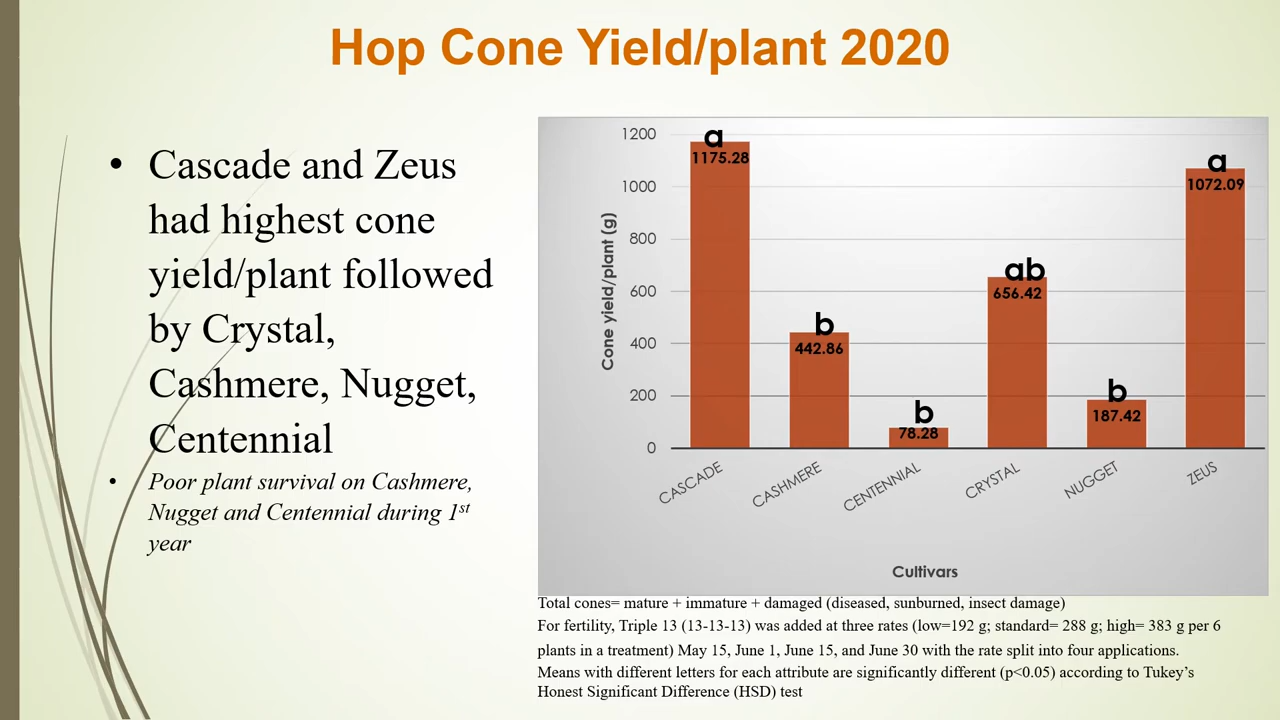 Hop Cone Yield/plant 2020
• Cascade and Zeus
had highest cone
yield/plant followed
by Crystal,
Cashmere, Nugget,
Centennial
• Poor plant survival on Cashmere,
Nugget and Centennial during 1st
year
Cone yield/plant (g)
1200
1000
800
600
400
200
0
a
1175.28
b
442.86
b
78.28
ab
656.42
b
187.42
a
1072.09
CASCADE
CASHMERE
CENTENNIAL
CRYSTAL
NUGGET
ZEUS
Cultivars
Total cones= mature + immature + damaged (diseased, sunburned, insect damage)
For fertility, Triple 13 (13-13-13) was added at three rates (low=192 g; standard= 288 g; high= 383 g per 6
plants in a treatment) May 15, June 1, June 15, and June 30 with the rate split into four applications.
Means with different letters for each attribute are significantly different (p<0.05) according to Tukey’s
Honest Significant Difference (HSD) test